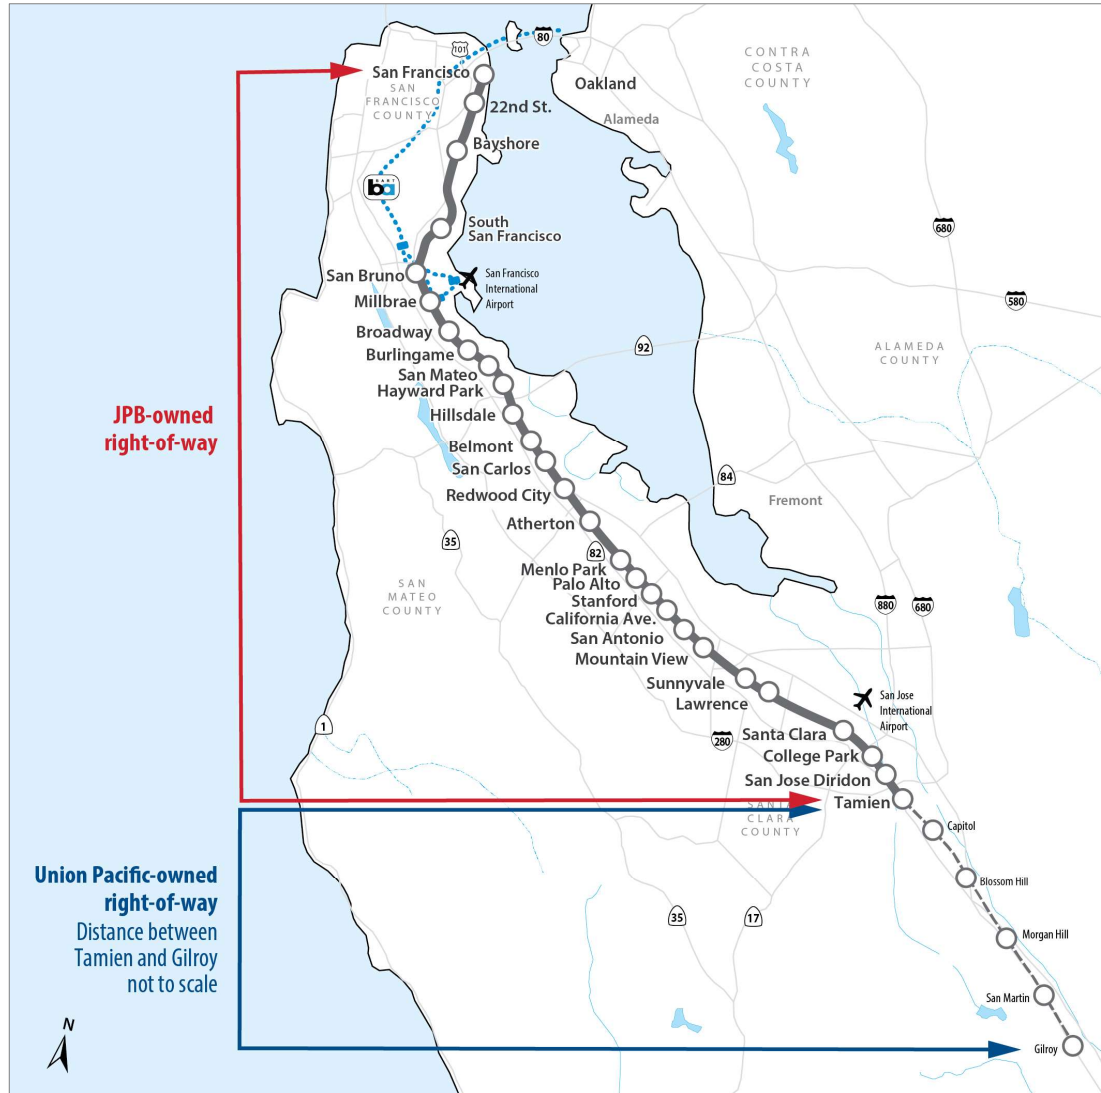 101
80
San Francisco
SAN
FRANCISCO
COUNTY
22nd St.
Oakland
Alameda
CONTRA
COSTA
COUNTY
Bayshore
BART
ba
South
San Francisco
680
San Bruno
San Francisco
International
Airport
Millbrae
580
Broadway
92
Burlingame
ALAMEDA
COUNTY
San Mateo
Hayward Park
JPB-owned
right-of-way
Hillsdale
Belmont
San Carlos
84
Redwood City
Fremont
Atherton
35
82
Menlo Park
Palo Alto
SAN
MATEO
COUNTY
Stanford
880
680
California Ave.
San Antonio
Mountain View
Sunnyvale
Lawrence
San Jose
International
Airport
1
280
Santa Clara
College Park
San Jose Diridon
Tamien
SANTA
CLARA
COUNTY
Capitol
Union Pacific-owned
right-of-way
Distance between
Tamien and Gilroy
not to scale
Blossom Hill
35
17
Morgan Hill
San Martin
N
Gilroy